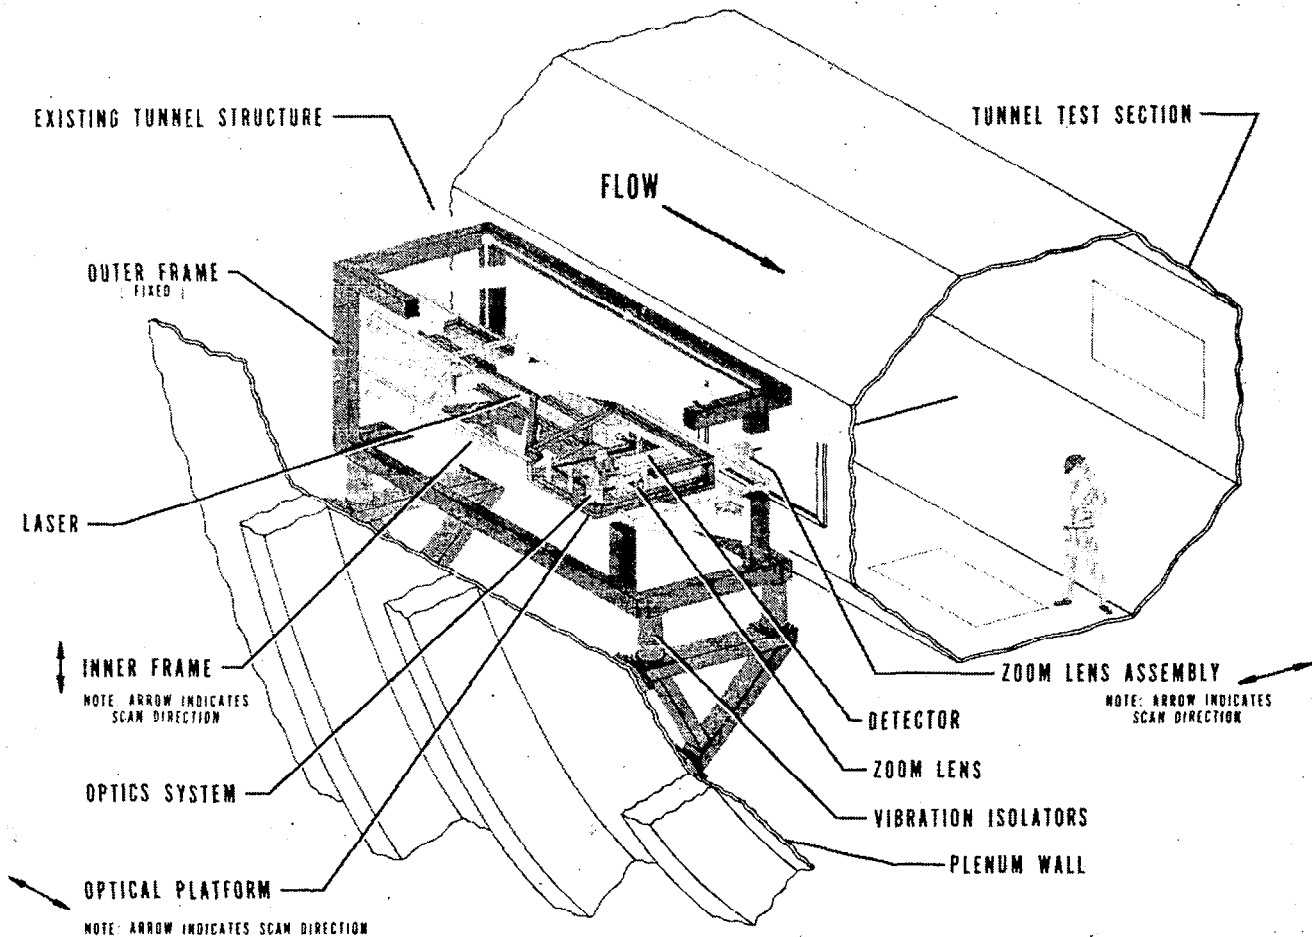 EXISTING TUNNEL STRUCTURE
TUNNEL TEST SECTION
FLOW
OUTER FRAME
( FIXED )
LASER
INNER FRAME
NOTE: ARROW INDICATES
SCAN DIRECTION
ZOOM LENS ASSEMBLY
NOTE: ARROW INDICATES
SCAN DIRECTION
DETECTOR
ZOOM LENS
OPTICS SYSTEM
VIBRATION ISOLATORS
PLENUM WALL
OPTICAL PLATFORM
NOTE: ARROW INDICATES SCAN DIRECTION